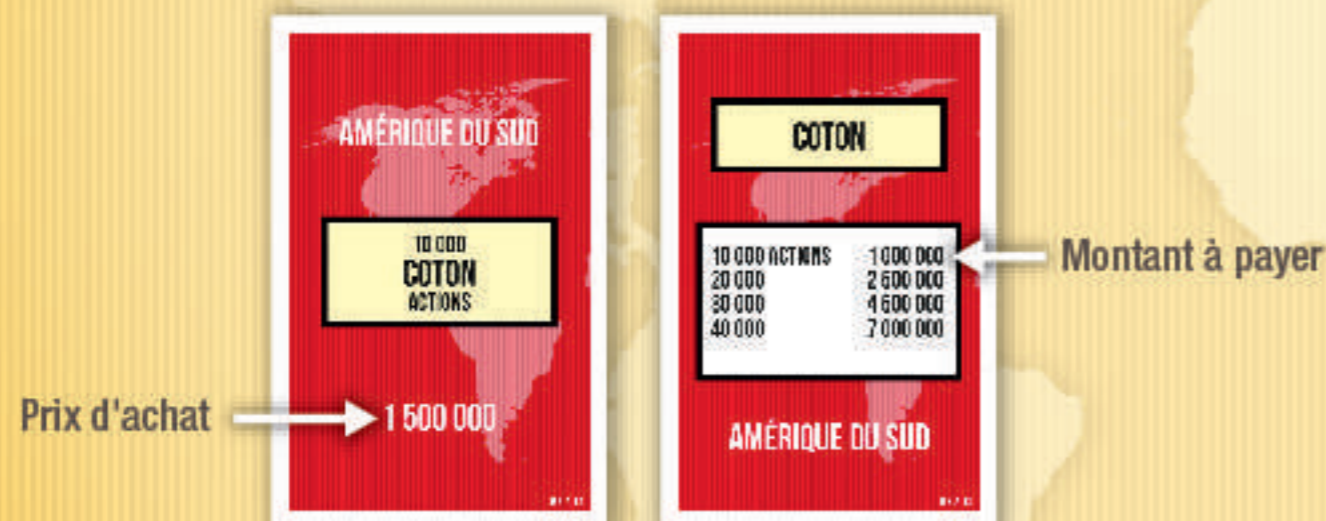 AMÉRIQUE DU SUD
10 000
COTON
ACTIONS
Prix d'achat
1 500 000
COTON
10 000 ACTIONS 1 000 000
20 000 2 600 000
30 000 4 600 000
40 000 7 000 000
Montant à payer
AMÉRIQUE DU SUD